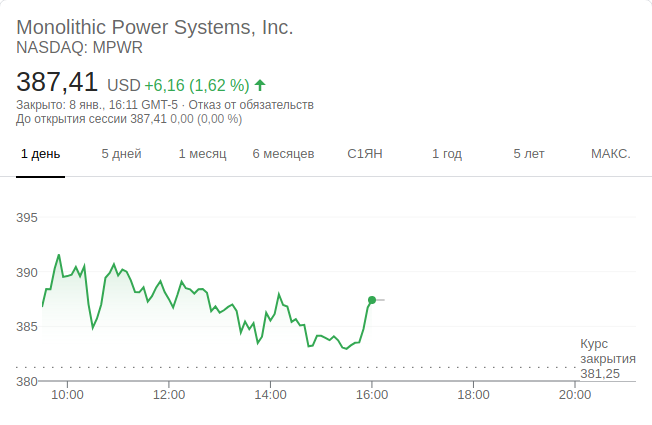 Monolithic Power Systems, Inc.
NASDAQ: MPWR
387,41 USD +6,16 (1,62 %)
Закрыто: 8 янв., 16:11 GMT-5 · Отказ от обязательств
До открытия сессии 387,41 0,00 (0,00 %)
1 день 5 дней 1 месяц 6 месяцев С1ЯН 1 год 5 лет МАКС.
395
390
385
Курс
закрытия
381,25
380
10:00 12:00 14:00 16:00 18:00 20:00